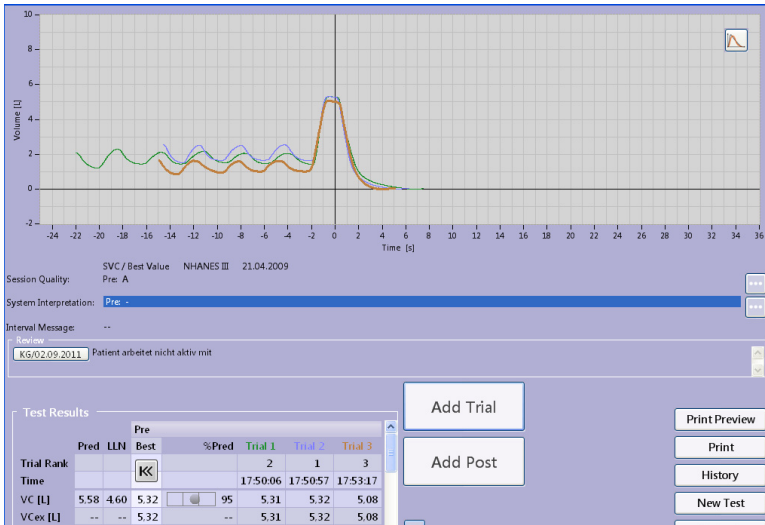 10
8
6
4
2
0
-2
Volume [L]
-24 -22 -20 -18 -16 -14 -12 -10 -8 -6 -4 -2 0 2 4 6 8 10 12 14 16 18 20 22 24 26 28 30 32 34 36
Time [s]
SVC / Best Value NHANES III 21.04.2009
Session Quality: Pre: A
System Interpretation: Pre: -
Interval Message: --
Review
KG/02.09.2011 Patient arbeitet nicht aktiv mit
Test Results
Pre
Pred LLN Best %Pred Trial 1 Trial 2 Trial 3
Trial Rank 2 1 3
Time 17:50:06 17:50:57 17:53:17
VC [L] 5.58 4.60 5.32 95 5.31 5.32 5.08
VCex [L] -- -- 5.32 -- 5.31 5.32 5.08
Add Trial
Add Post
Print Preview
Print
History
New Test